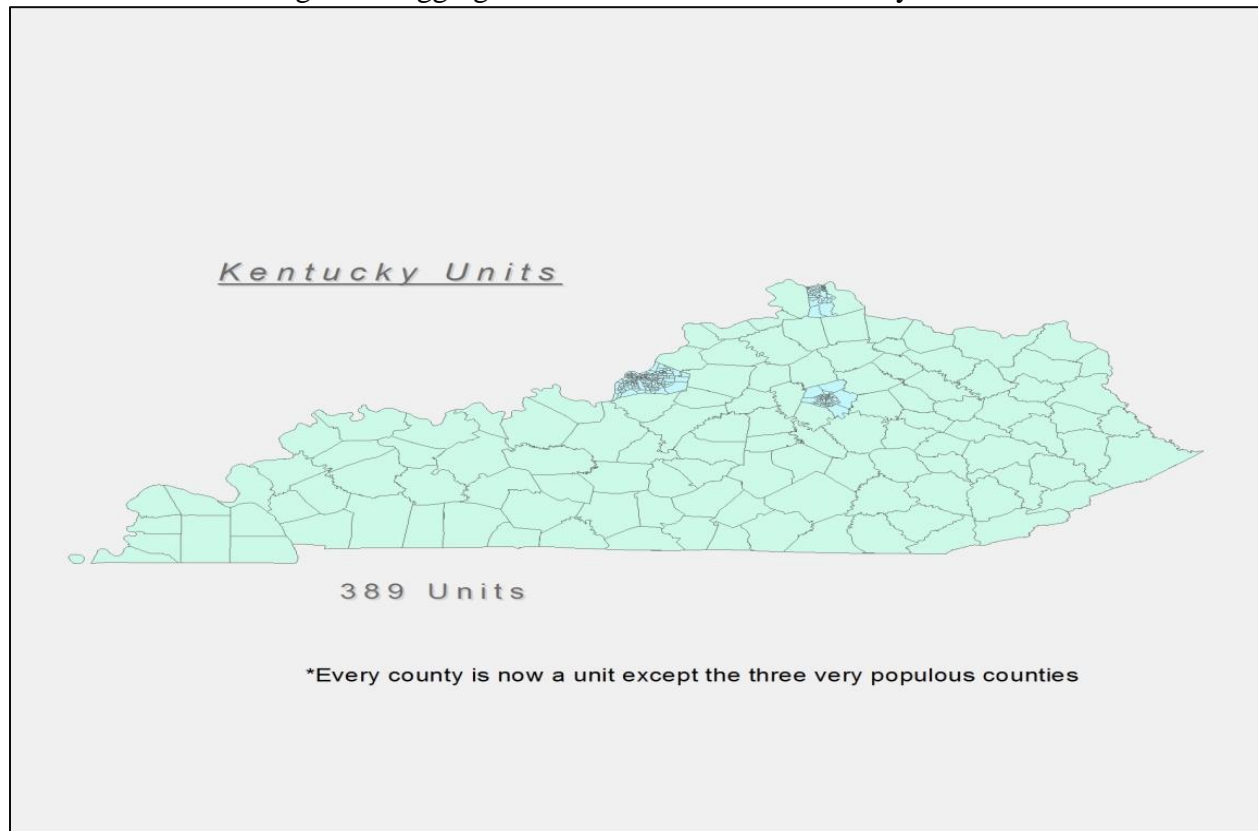 Kentucky Units
389 Units
*Every county is now a unit except the three very populous counties